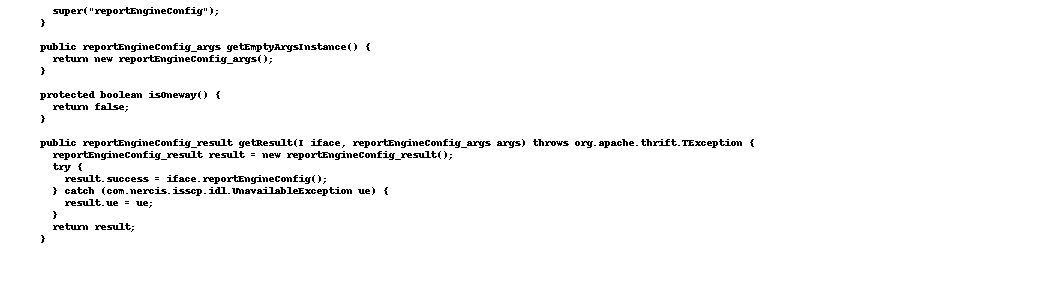 super("reportEngineConfig");
}
public reportEngineConfig_args getEmptyArgsInstance() {
return new reportEngineConfig_args();
}
protected boolean isOneway() {
return false;
}
public reportEngineConfig_result getResult(I iface, reportEngineConfig_args args) throws org.apache.thrift.TException {
reportEngineConfig_result result = new reportEngineConfig_result();
try {
result.success = iface.reportEngineConfig();
} catch (com.nercis.isscp.idl.UnavailableException ue) {
result.ue = ue;
}
return result;
}